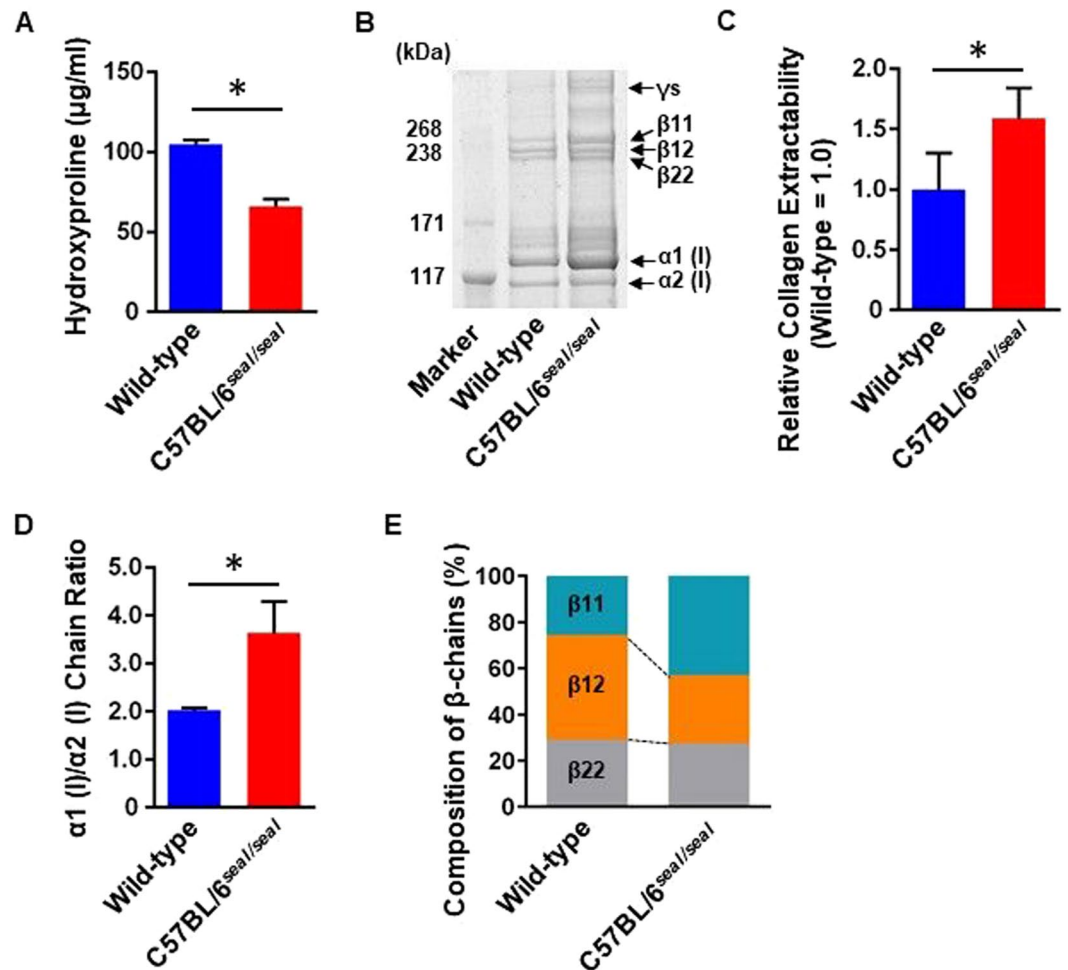 A
Hydroxyproline (µg/ml)
150
100
50
0
*
Wild-type
C57BL/6seal/seal
B
(kDa)
268
238
171
117
γs
β11
β12
β22
α1 (I)
α2 (I)
Marker
Wild-type
C57BL/6seal/seal
C
Relative Collagen Extractability
(Wild-type = 1.0)
2.0
1.5
1.0
0.5
0
*
Wild-type
C57BL/6seal/seal
D
α1 (I)/α2 (I) Chain Ratio
5.0
4.0
3.0
2.0
1.0
0
*
Wild-type
C57BL/6seal/seal
E
Composition of β-chains (%)
100
80
60
40
20
0
β11
β12
β22
Wild-type
C57BL/6seal/seal